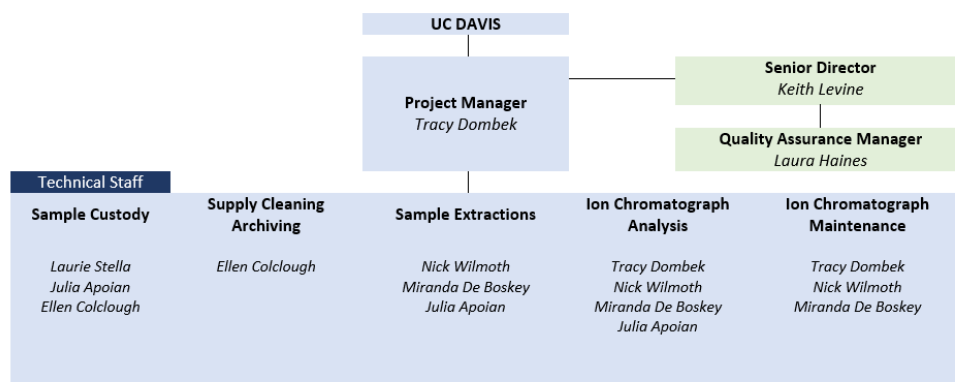 UC DAVIS
Project Manager
Tracy Dombek
Senior Director
Keith Levine
Quality Assurance Manager
Laura Haines
Technical Staff
Sample Custody
Laurie Stella
Julia Apoian
Ellen Colclough
Supply Cleaning
Archiving
Ellen Colclough
Sample Extractions
Nick Wilmoth
Miranda De Boskey
Julia Apoian
Ion Chromatograph
Analysis
Tracy Dombek
Nick Wilmoth
Miranda De Boskey
Julia Apoian
Ion Chromatograph
Maintenance
Tracy Dombek
Nick Wilmoth
Miranda De Boskey